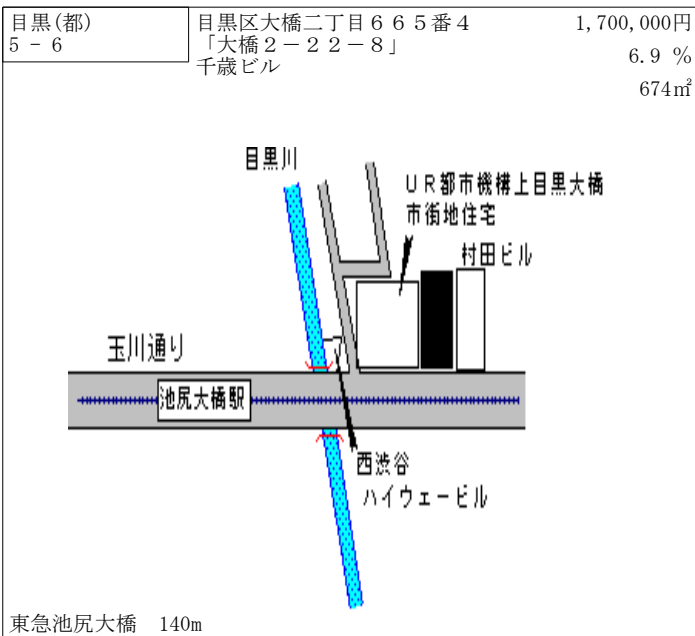 目黒(都)
5 - 6
目黒区大橋二丁目665番4
「大橋2-22-8」
千歳ビル
1,700,000円
6.9 %
674㎡
目黒川
UR都市機構上目黒大橋
市街地住宅
村田ビル
玉川通り
池尻大橋駅
西渋谷
ハイウェービル
東急池尻大橋 140m